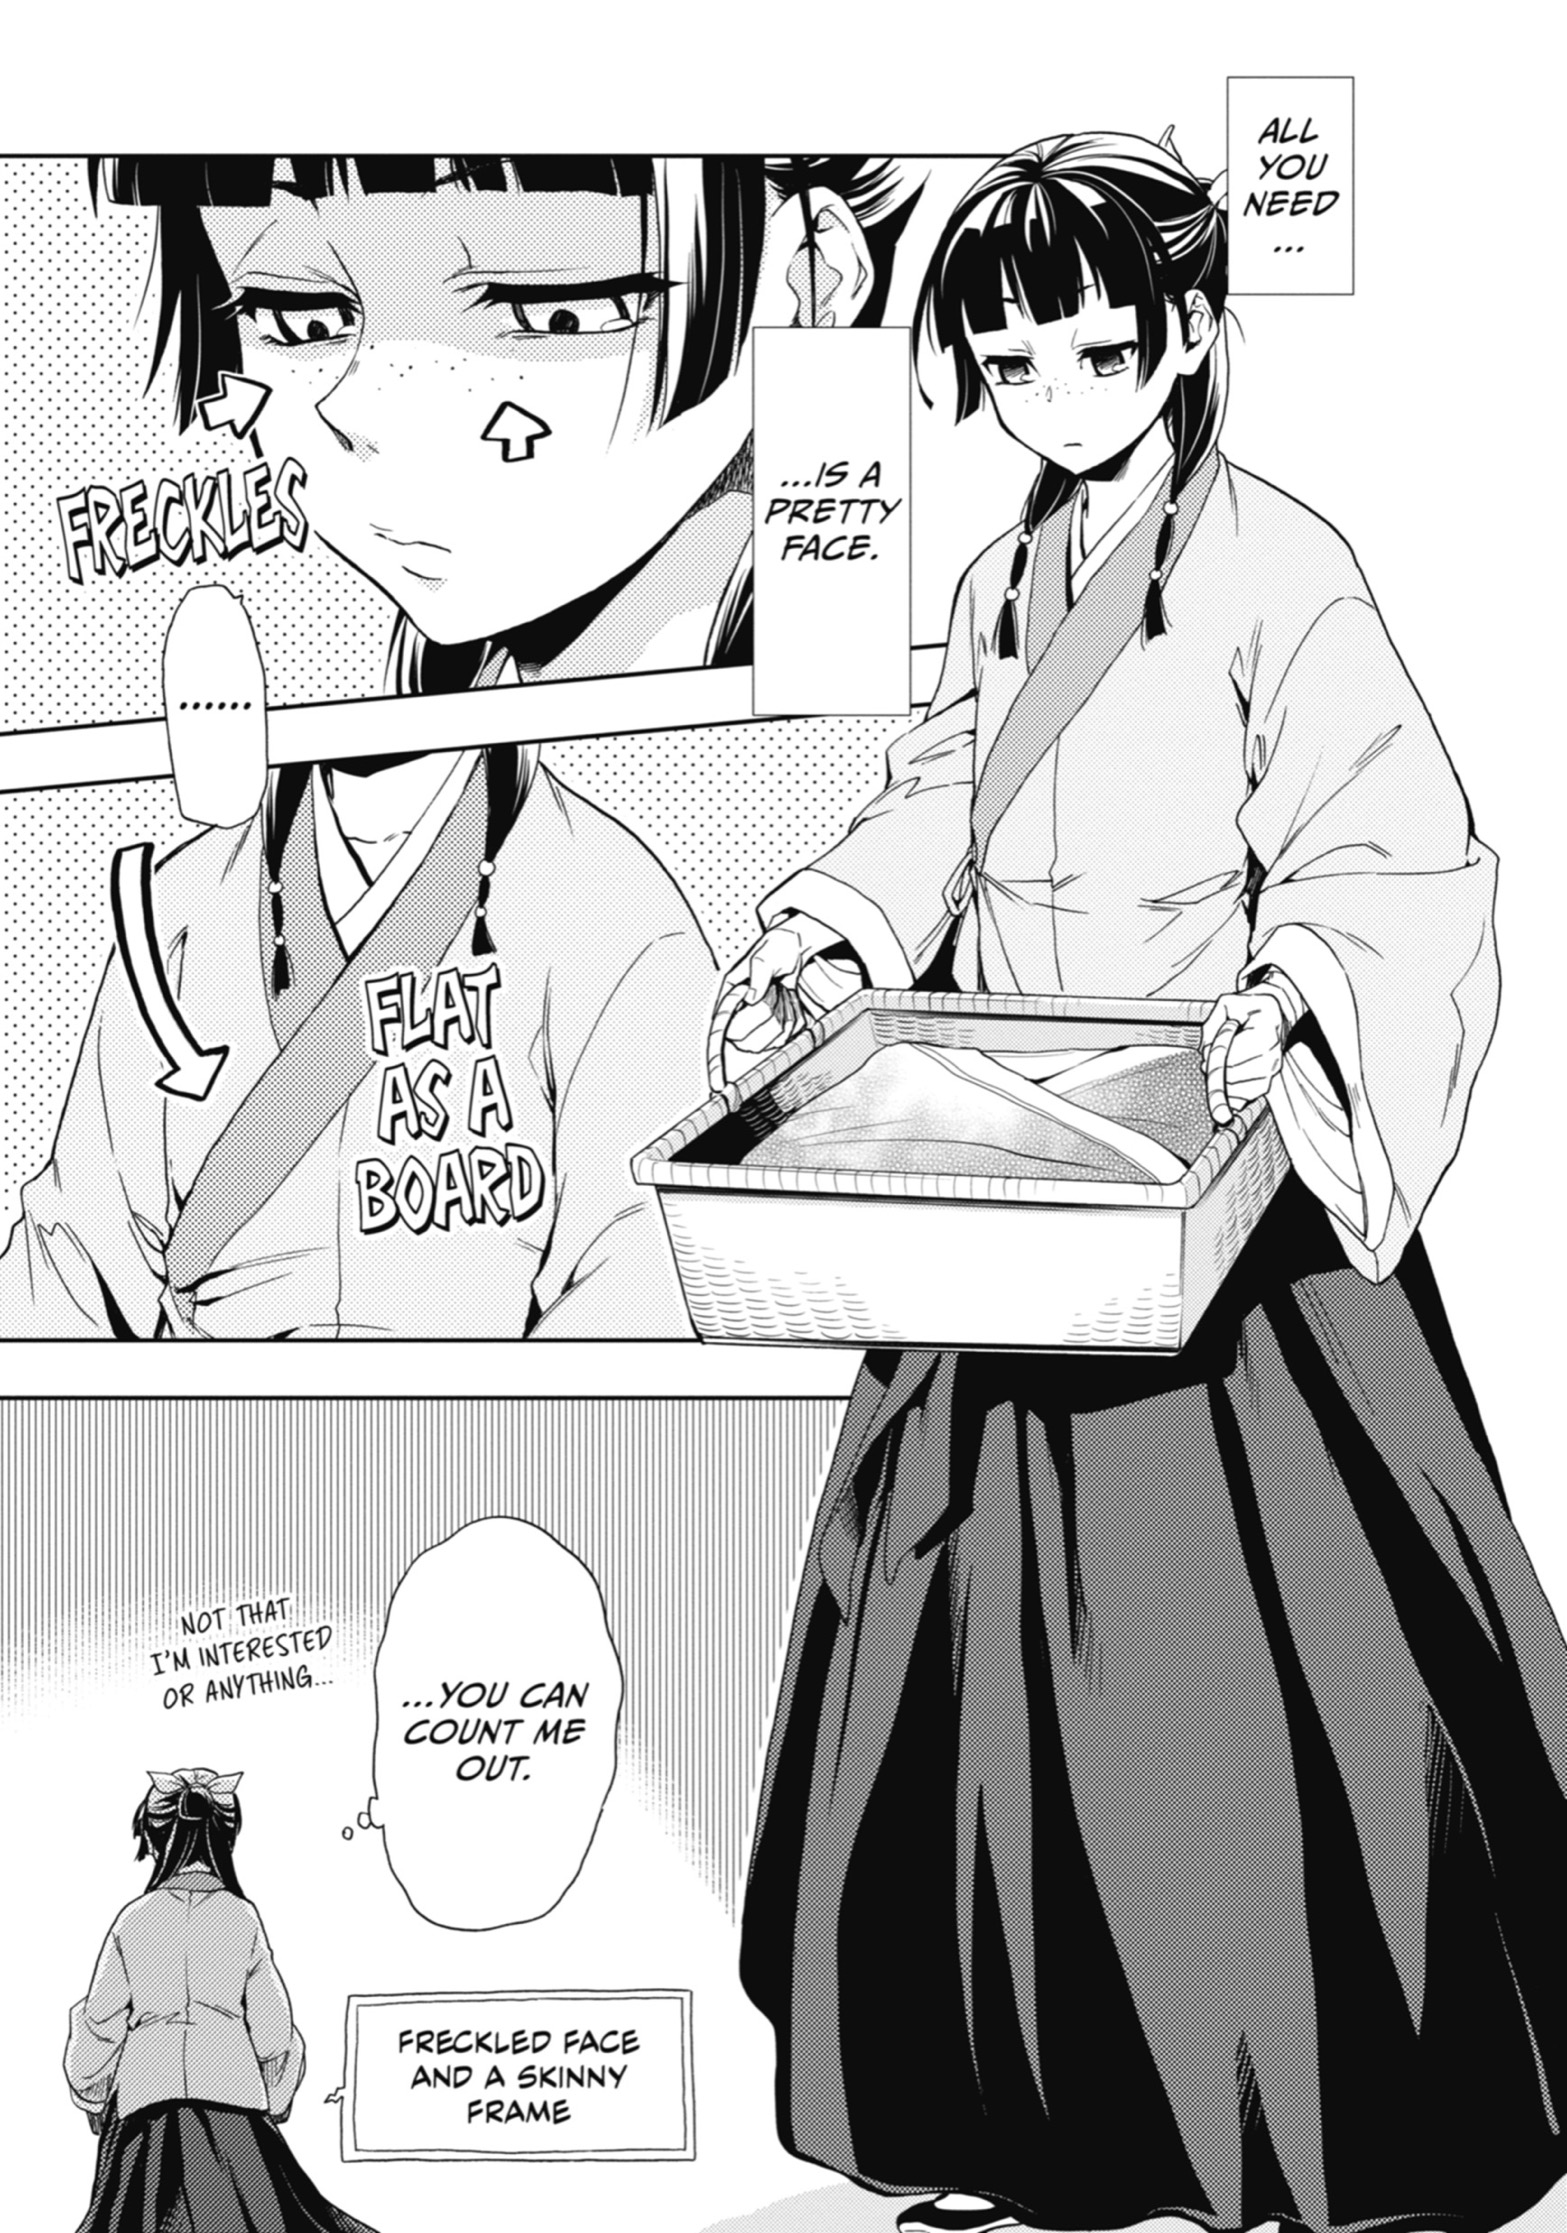 ALL
YOU
NEED
...
...IS A
PRETTY
FACE.
FRECKLES
......
FLAT
AS A
BOARD
...YOU CAN
COUNT ME
OUT.
NOT THAT
I'M INTERESTED
OR ANYTHING...
FRECKLED FACE
AND A SKINNY
FRAME